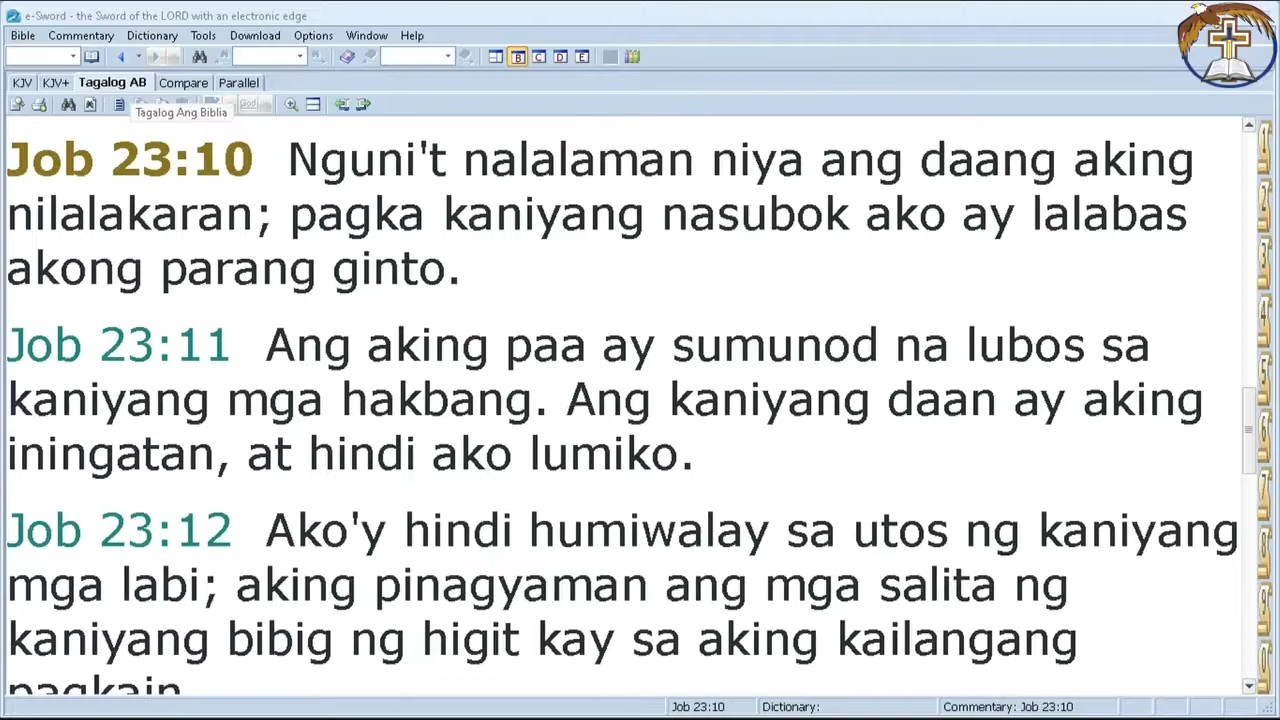 e-Sword - the Sword of the LORD with an electronic edge
Bible Commentary Dictionary Tools Download Options Window Help
B C D E
KJV KJV+ Tagalog AB Compare Parallel
Tagalog Ang Biblia
Job 23:10 Nguni't nalalaman niya ang daang aking
nilalakaran; pagka kaniyang nasubok ako ay lalabas
akong parang ginto.
Job 23:11 Ang aking paa ay sumunod na lubos sa
kaniyang mga hakbang. Ang kaniyang daan ay aking
iningatan, at hindi ako lumiko.
Job 23:12 Ako'y hindi humiwalay sa utos ng kaniyang
mga labi; aking pinagyaman ang mga salita ng
kaniyang bibig ng higit kay sa aking kailangang
pagkain.
Job 23:10 Dictionary: Commentary: Job 23:10